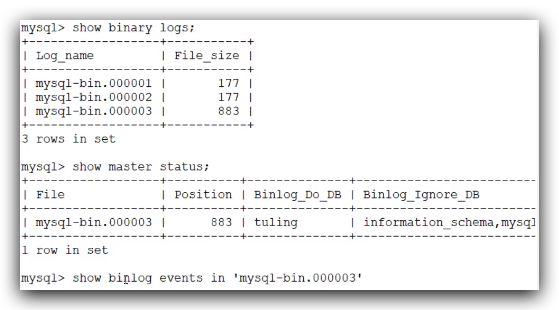 mysql> show binary logs;
+------------------+-----------+
| Log_name         | File_size |
+------------------+-----------+
| mysql-bin.000001 |       177 |
| mysql-bin.000002 |       177 |
| mysql-bin.000003 |       883 |
+------------------+-----------+
3 rows in set
mysql> show master status;
+------------------+----------+--------------+------------------
| File             | Position | Binlog_Do_DB | Binlog_Ignore_DB
+------------------+----------+--------------+------------------
| mysql-bin.000003 |      883 | tuling       | information_schema,mysql
+------------------+----------+--------------+------------------
1 row in set
mysql> show binlog events in 'mysql-bin.000003'